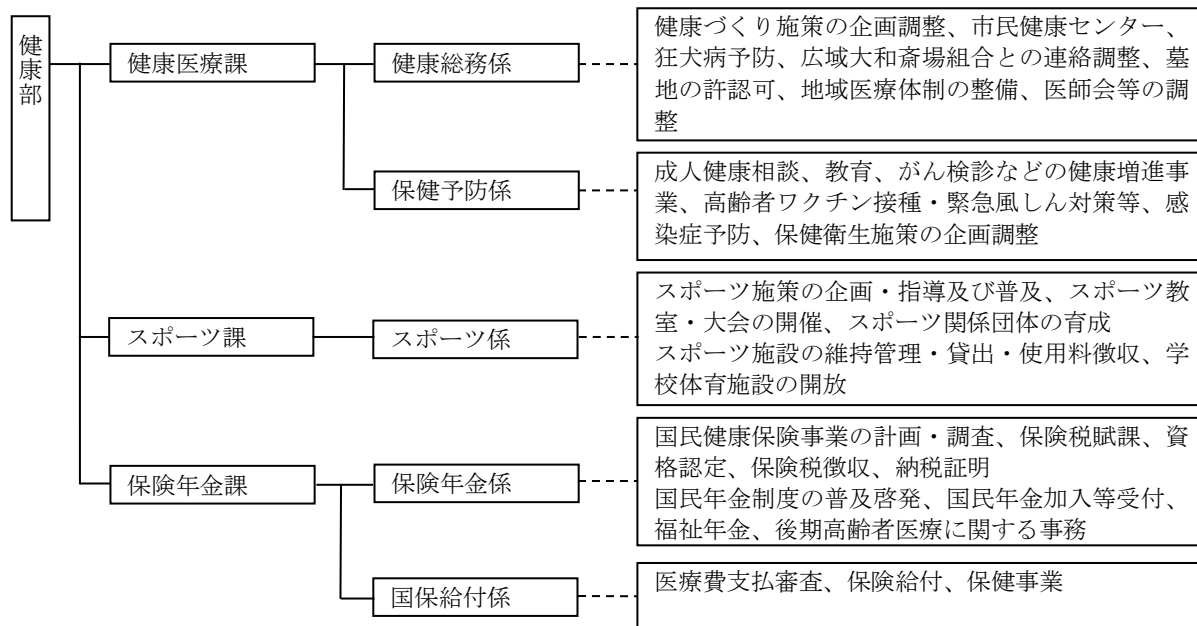 健康部
健康医療課
健康総務係
健康づくり施策の企画調整、市民健康センター、
狂犬病予防、広域大和斎場組合との連絡調整、墓
地の許認可、地域医療体制の整備、医師会等の調
整
保健予防係
成人健康相談、教育、がん検診などの健康増進事
業、高齢者ワクチン接種・緊急風しん対策等、感
染症予防、保健衛生施策の企画調整
スポーツ課
スポーツ係
スポーツ施策の企画・指導及び普及、スポーツ教
室・大会の開催、スポーツ関係団体の育成
スポーツ施設の維持管理・貸出・使用料徴収、学
校体育施設の開放
保険年金課
保険年金係
国民健康保険事業の計画・調査、保険税賦課、資
格認定、保険税徴収、納税証明
国民年金制度の普及啓発、国民年金加入等受付、
福祉年金、後期高齢者医療に関する事務
国保給付係
医療費支払審査、保険給付、保健事業